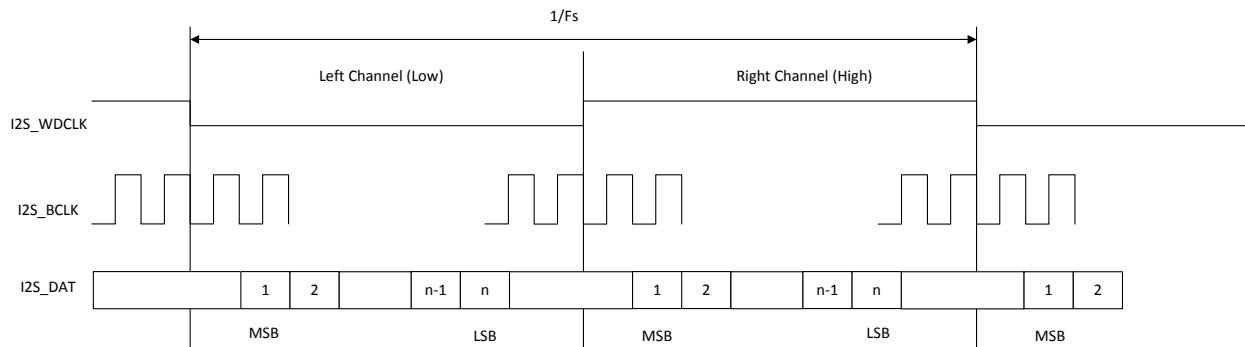 1/Fs
Left Channel (Low)
Right Channel (High)
I2S_WDCLK
I2S_BCLK
I2S_DAT
1 2 n-1 n 1 2 n-1 n 1 2
MSB LSB MSB LSB MSB